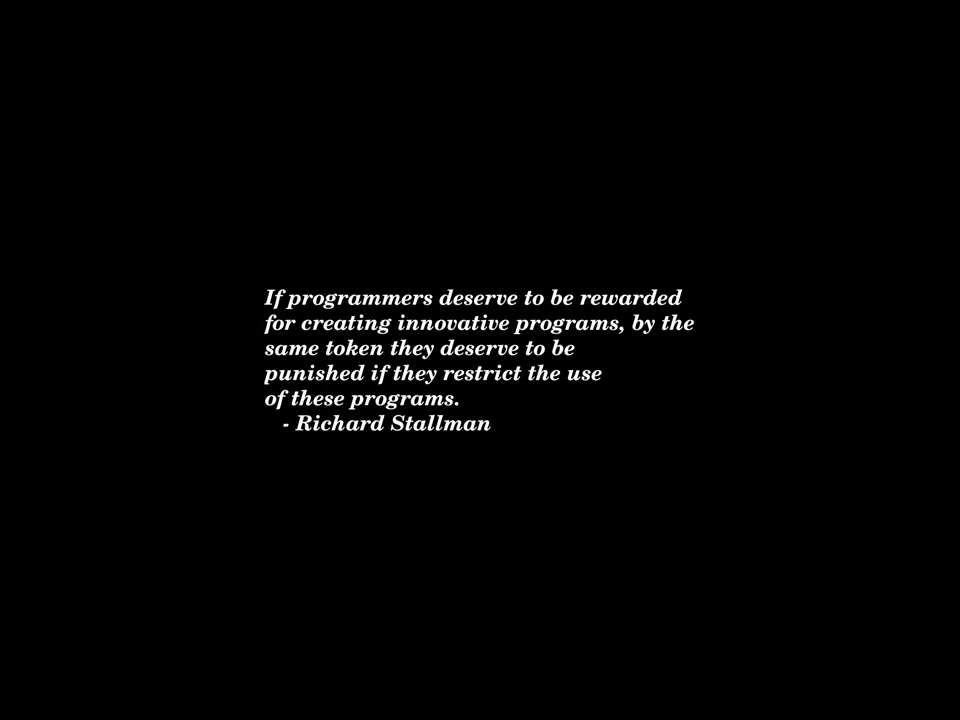 If programmers deserve to be rewarded
for creating innovative programs, by the
same token they deserve to be
punished if they restrict the use
of these programs.
- Richard Stallman